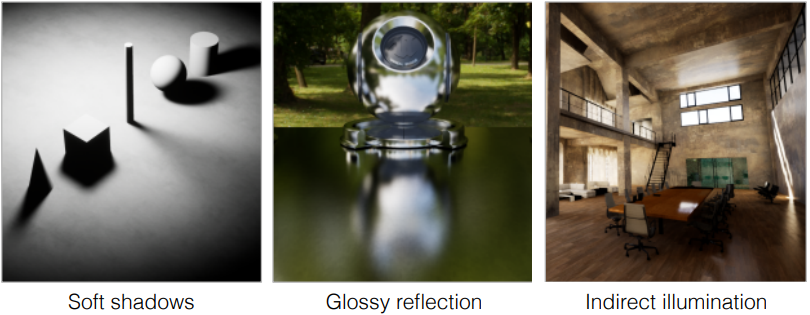 Soft shadows
Glossy reflection
Indirect illumination